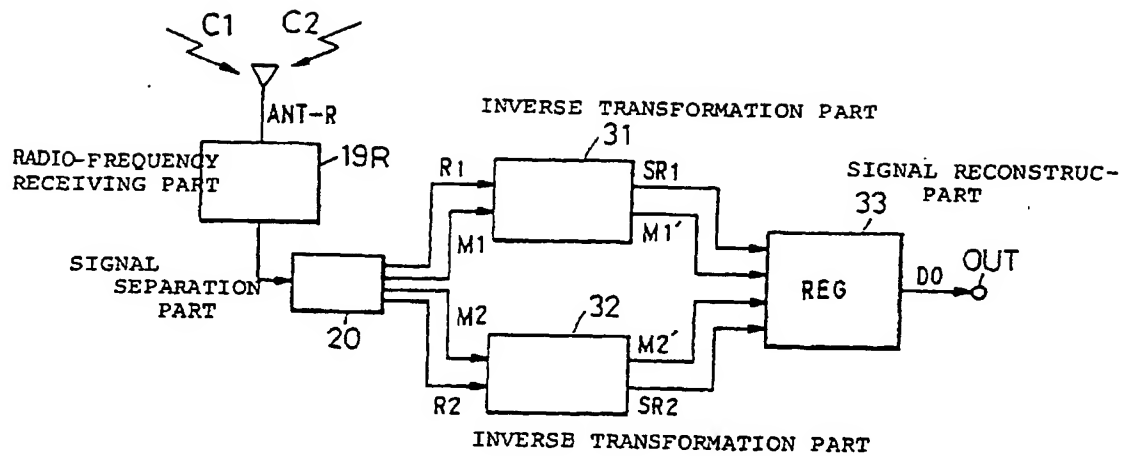 C1 C2
ANT-R
19R
RADIO-FREQUENCY
RECEIVING PART
SIGNAL
SEPARATION
PART
20
R1
M1
M2
R2
INVERSE TRANSFORMATION PART
31
SR1
M1′
32
M2′
SR2
INVERSB TRANSFORMATION PART
SIGNAL RECONSTRUC-
PART
33
REG
DO
OUT